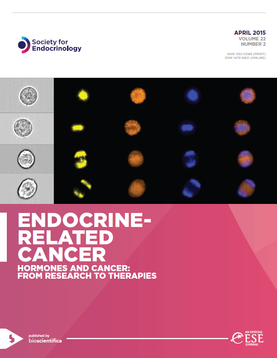 Society for
Endocrinology
APRIL 2015
VOLUME 22
NUMBER 2
ENDOCRINE-
RELATED
CANCER
HORMONES AND CANCER:
FROM RESEARCH TO THERAPIES
published by
bioscientifica
ESE